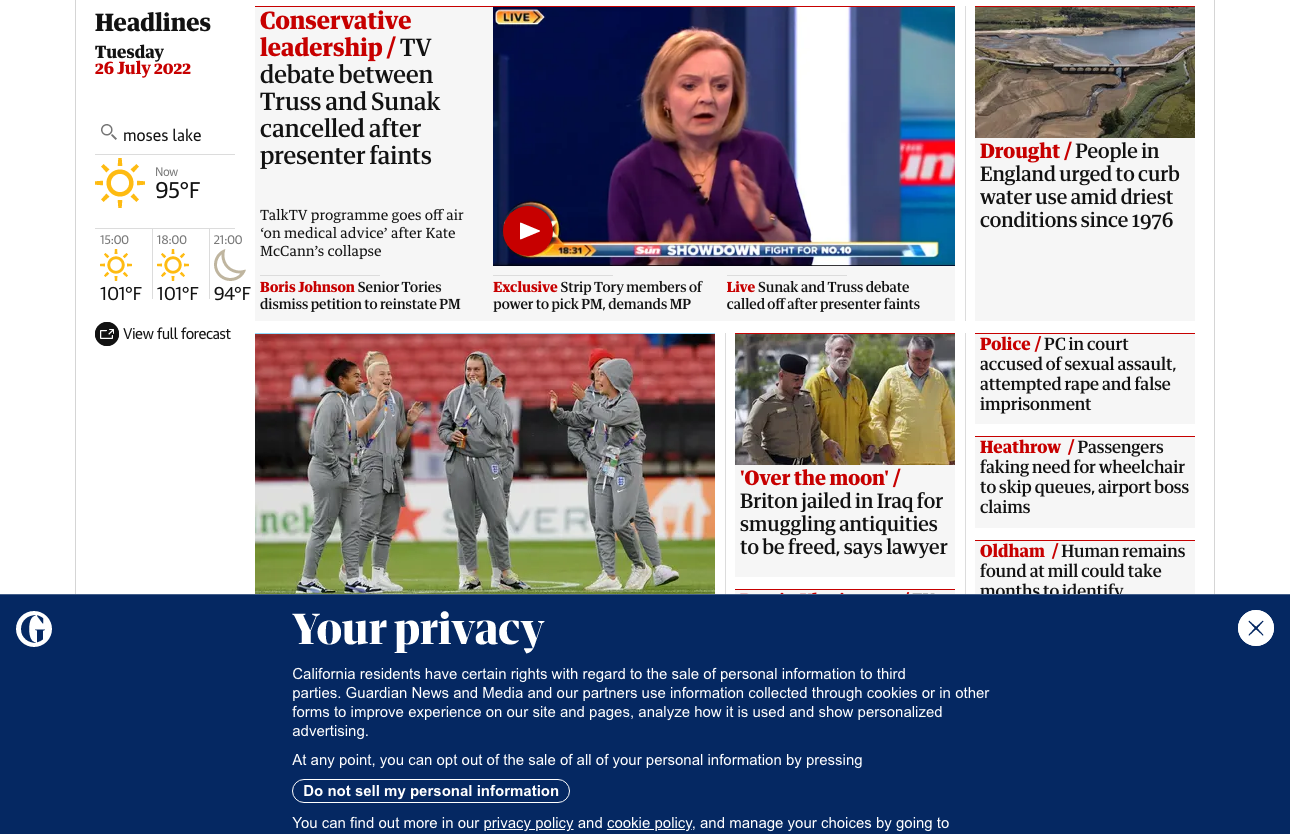 Headlines
Tuesday
26 July 2022
moses lake
Now
95°F
15:00
18:00
21:00
101°F
101°F
94°F
View full forecast
Conservative
leadership / TV
debate between
Truss and Sunak
cancelled after
presenter faints
TalkTV programme goes off air
‘on medical advice’ after Kate
McCann’s collapse
LIVE
un
18:31
Sun SHOWDOWN FIGHT FOR NO.10
Boris Johnson Senior Tories
dismiss petition to reinstate PM
Exclusive Strip Tory members of
power to pick PM, demands MP
Live Sunak and Truss debate
called off after presenter faints
Drought / People in
England urged to curb
water use amid driest
conditions since 1976
'Over the moon' /
Briton jailed in Iraq for
smuggling antiquities
to be freed, says lawyer
Police / PC in court
accused of sexual assault,
attempted rape and false
imprisonment
Heathrow / Passengers
faking need for wheelchair
to skip queues, airport boss
claims
Oldham / Human remains
found at mill could take
months to identify
Your privacy
California residents have certain rights with regard to the sale of personal information to third
parties. Guardian News and Media and our partners use information collected through cookies or in other
forms to improve experience on our site and pages, analyze how it is used and show personalized
advertising.
At any point, you can opt out of the sale of all of your personal information by pressing
Do not sell my personal information
You can find out more in our privacy policy and cookie policy, and manage your choices by going to